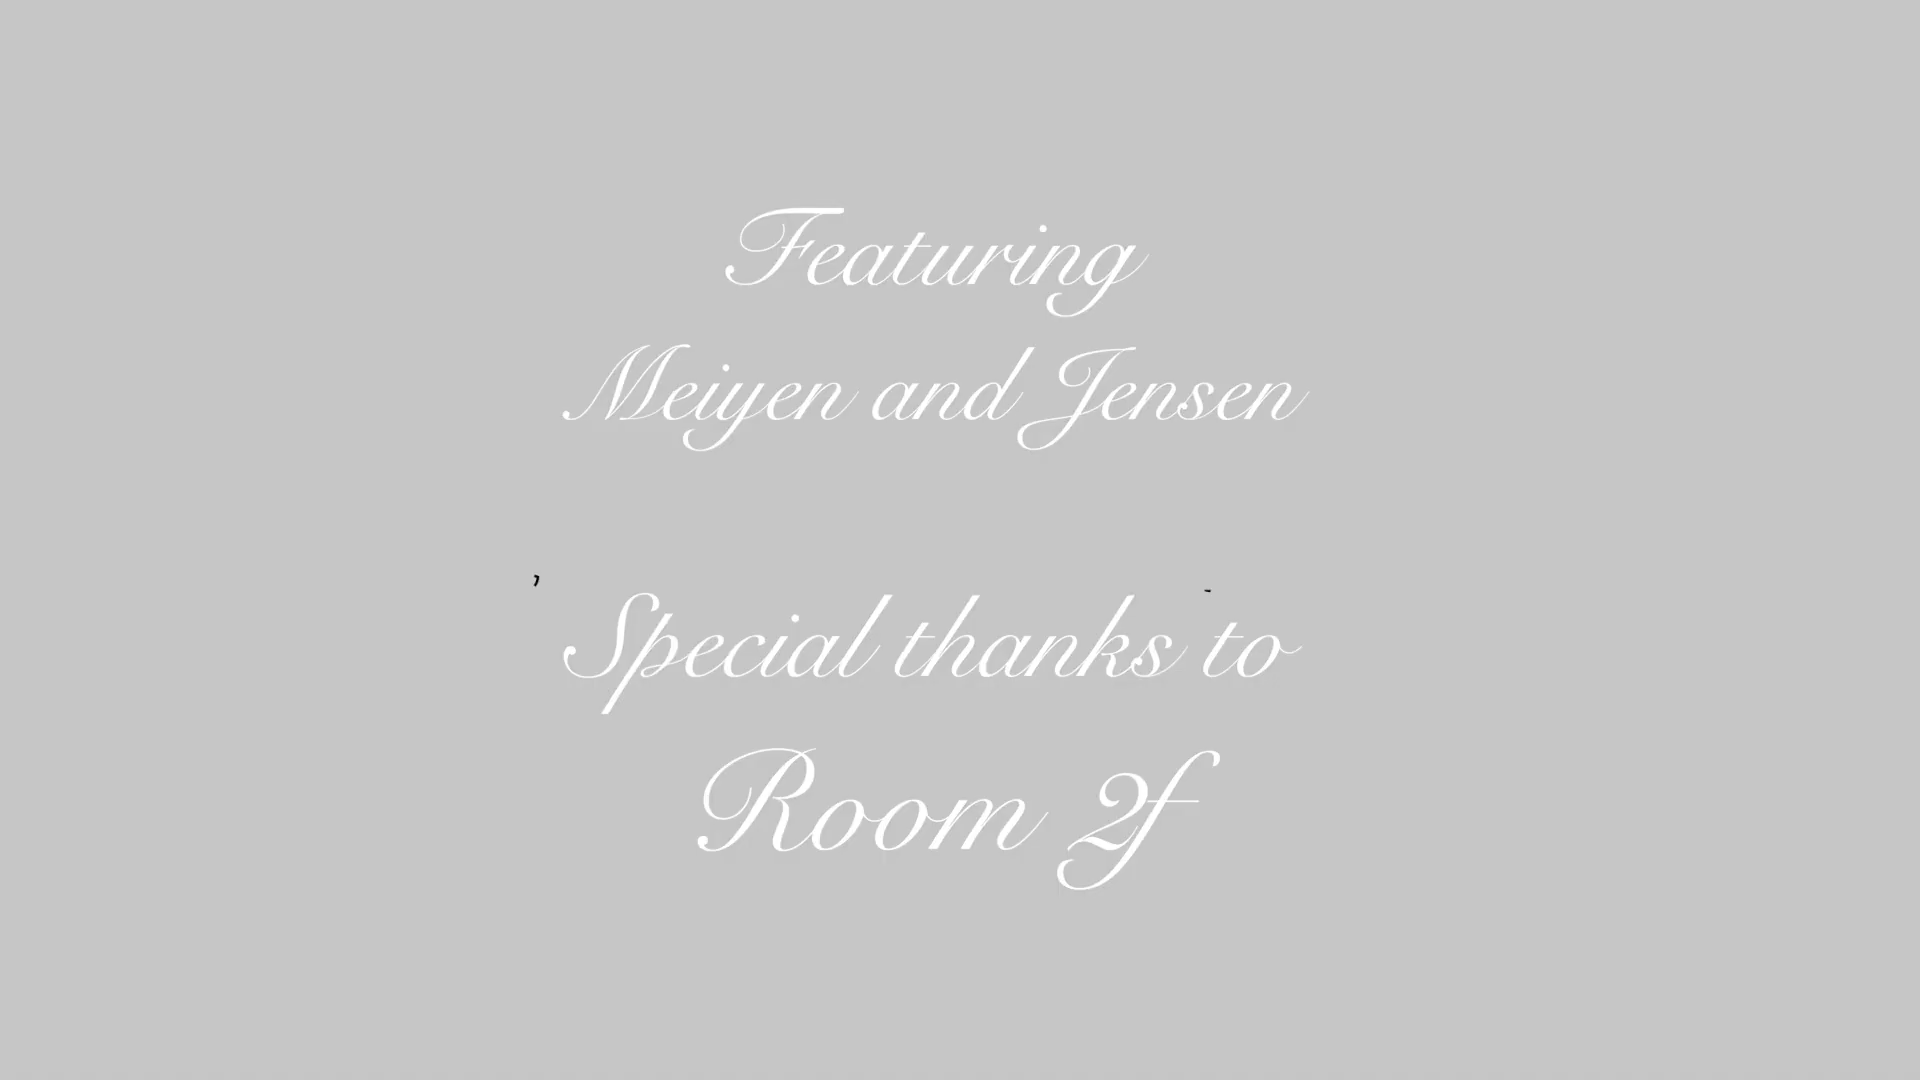 Featuring
Meiyen and Jensen
Special thanks to
Room 2f